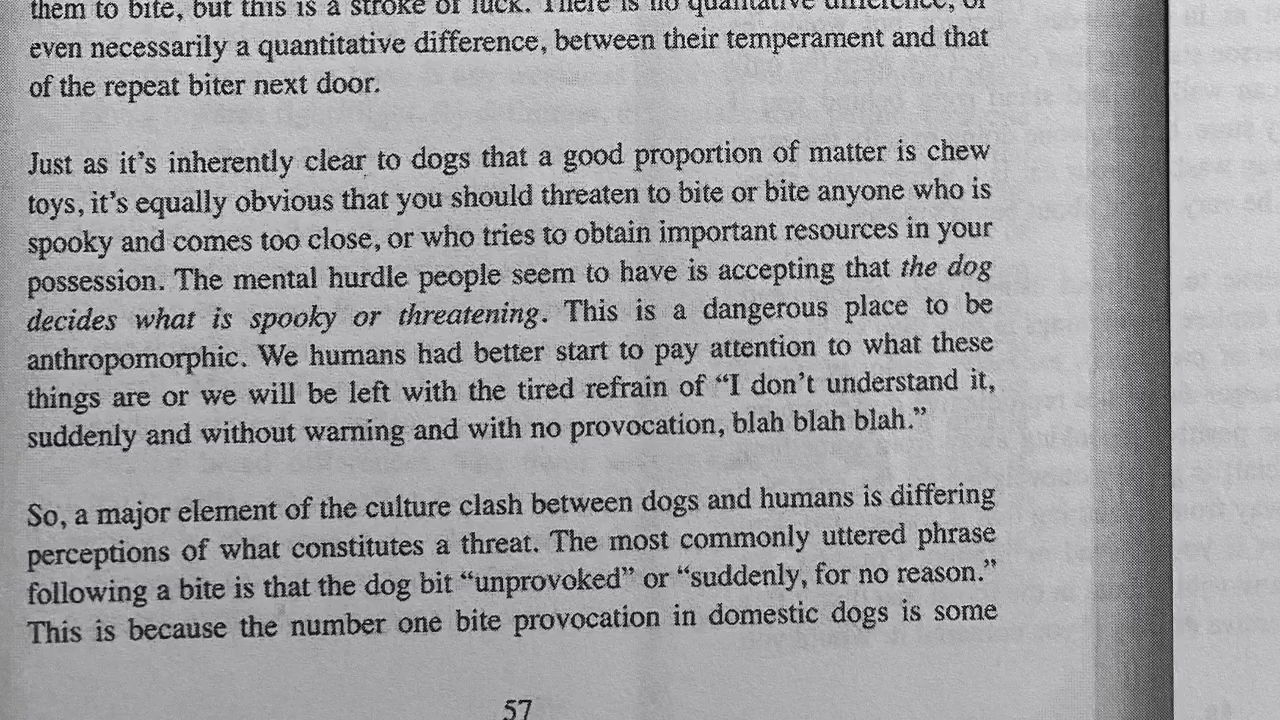 them to bite, but this is a stroke of luck. There is no qualitative difference, or
even necessarily a quantitative difference, between their temperament and that
of the repeat biter next door.
Just as it's inherently clear to dogs that a good proportion of matter is chew
toys, it's equally obvious that you should threaten to bite or bite anyone who is
spooky and comes too close, or who tries to obtain important resources in your
possession. The mental hurdle people seem to have is accepting that the dog
decides what is spooky or threatening. This is a dangerous place to be
anthropomorphic. We humans had better start to pay attention to what these
things are or we will be left with the tired refrain of “I don't understand it,
suddenly and without warning and with no provocation, blah blah blah.”
So, a major element of the culture clash between dogs and humans is differing
perceptions of what constitutes a threat. The most commonly uttered phrase
following a bite is that the dog bit “unprovoked” or “suddenly, for no reason.”
This is because the number one bite provocation in domestic dogs is some
57